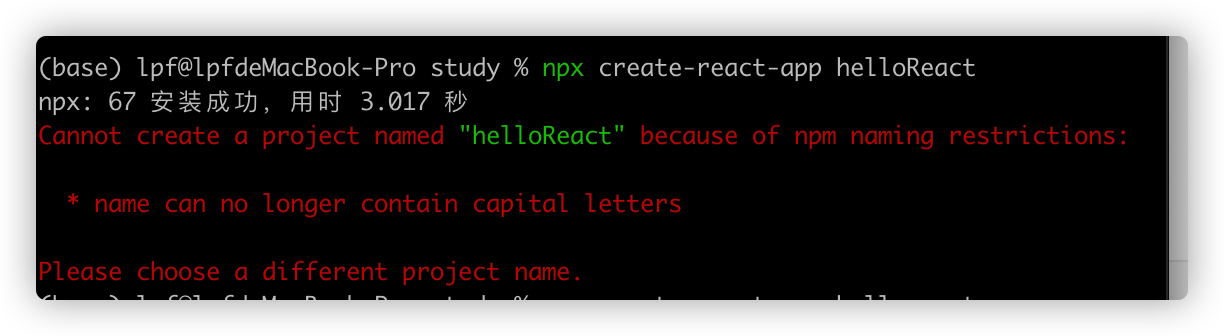 (base) lpf@lpfdeMacBook-Pro study % npx create-react-app helloReact
npx: 67 安装成功，用时 3.017 秒
Cannot create a project named "helloReact" because of npm naming restrictions:
* name can no longer contain capital letters
Please choose a different project name.